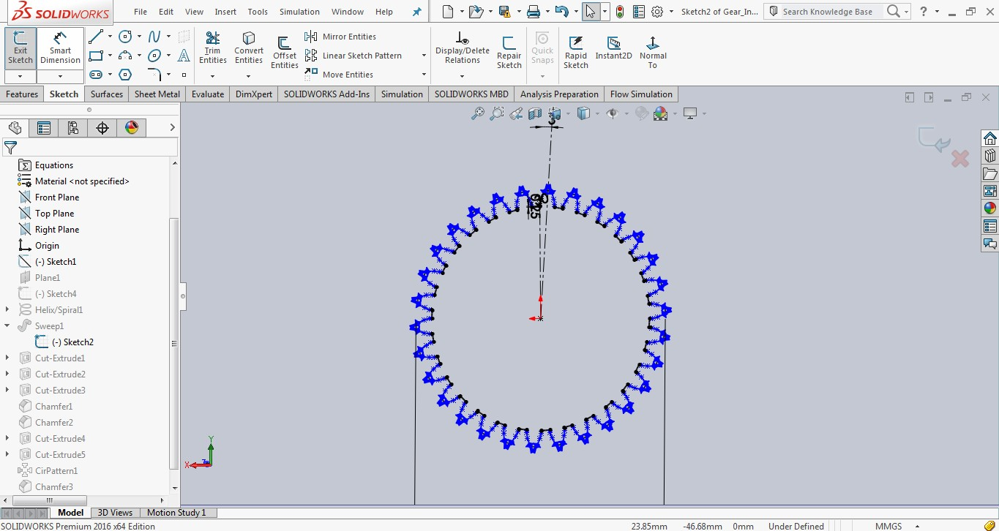 SOLIDWORKS File Edit View Insert Tools Simulation Window Help Sketch2 of Gear_In... Search Knowledge Base ?
Exit Sketch
Smart Dimension
Trim Entities
Convert Entities
Offset Entities
Mirror Entities
Linear Sketch Pattern
Move Entities
Display/Delete Relations
Repair Sketch
Quick Snaps
Rapid Sketch
Instant2D
Normal To
Features Sketch Surfaces Sheet Metal Evaluate DimXpert SOLIDWORKS Add-Ins Simulation SOLIDWORKS MBD Analysis Preparation Flow Simulation
Equations
Material <not specified>
Front Plane
Top Plane
Right Plane
Origin
(-) Sketch1
Plane1
(-) Sketch4
Helix/Spiral1
Sweep1
(-) Sketch2
Cut-Extrude1
Cut-Extrude2
Cut-Extrude3
Chamfer1
Chamfer2
Cut-Extrude4
Cut-Extrude5
CirPattern1
Chamfer3
Y
X
Z
Model 3D Views Motion Study 1
SOLIDWORKS Premium 2016 x64 Edition 23.85mm -46.68mm 0mm Under Defined MMGS